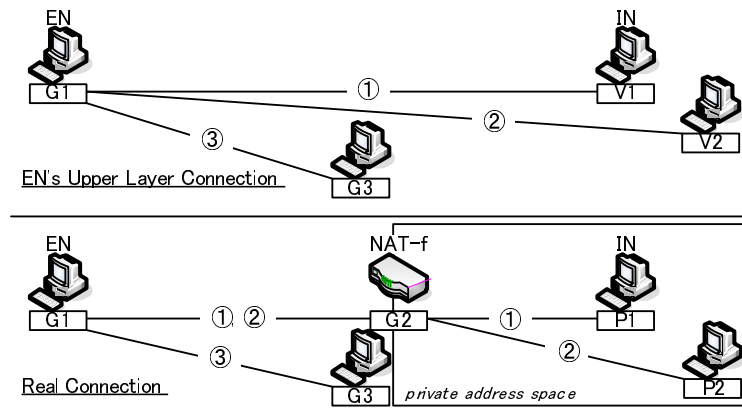 EN
IN
G1
①
V1
②
V2
③
G3
EN's Upper Layer Connection
EN
NAT-f
IN
G1
①, ②
G2
①
P1
③
②
G3
P2
Real Connection
private address space